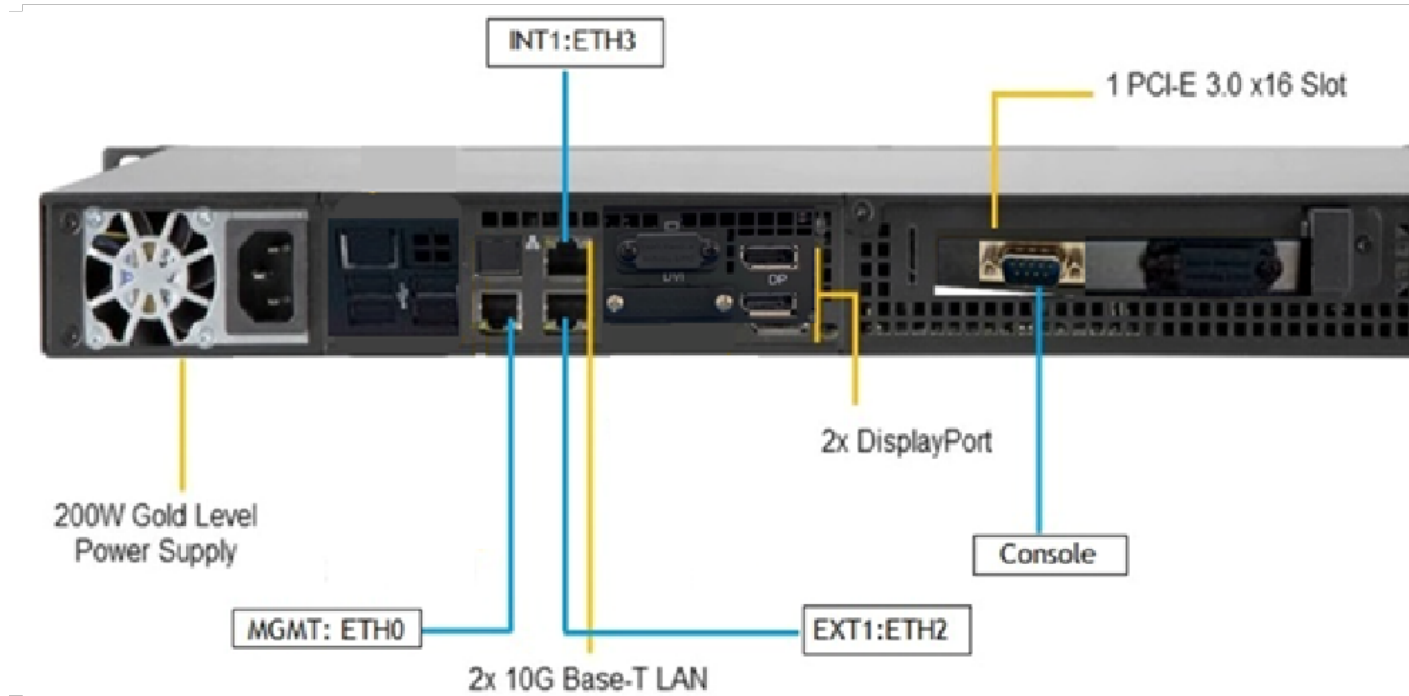 INT1:ETH3
1 PCI-E 3.0 x16 Slot
DVI
DP
2x DisplayPort
200W Gold Level
Power Supply
Console
MGMT: ETH0
EXT1:ETH2
2x 10G Base-T LAN